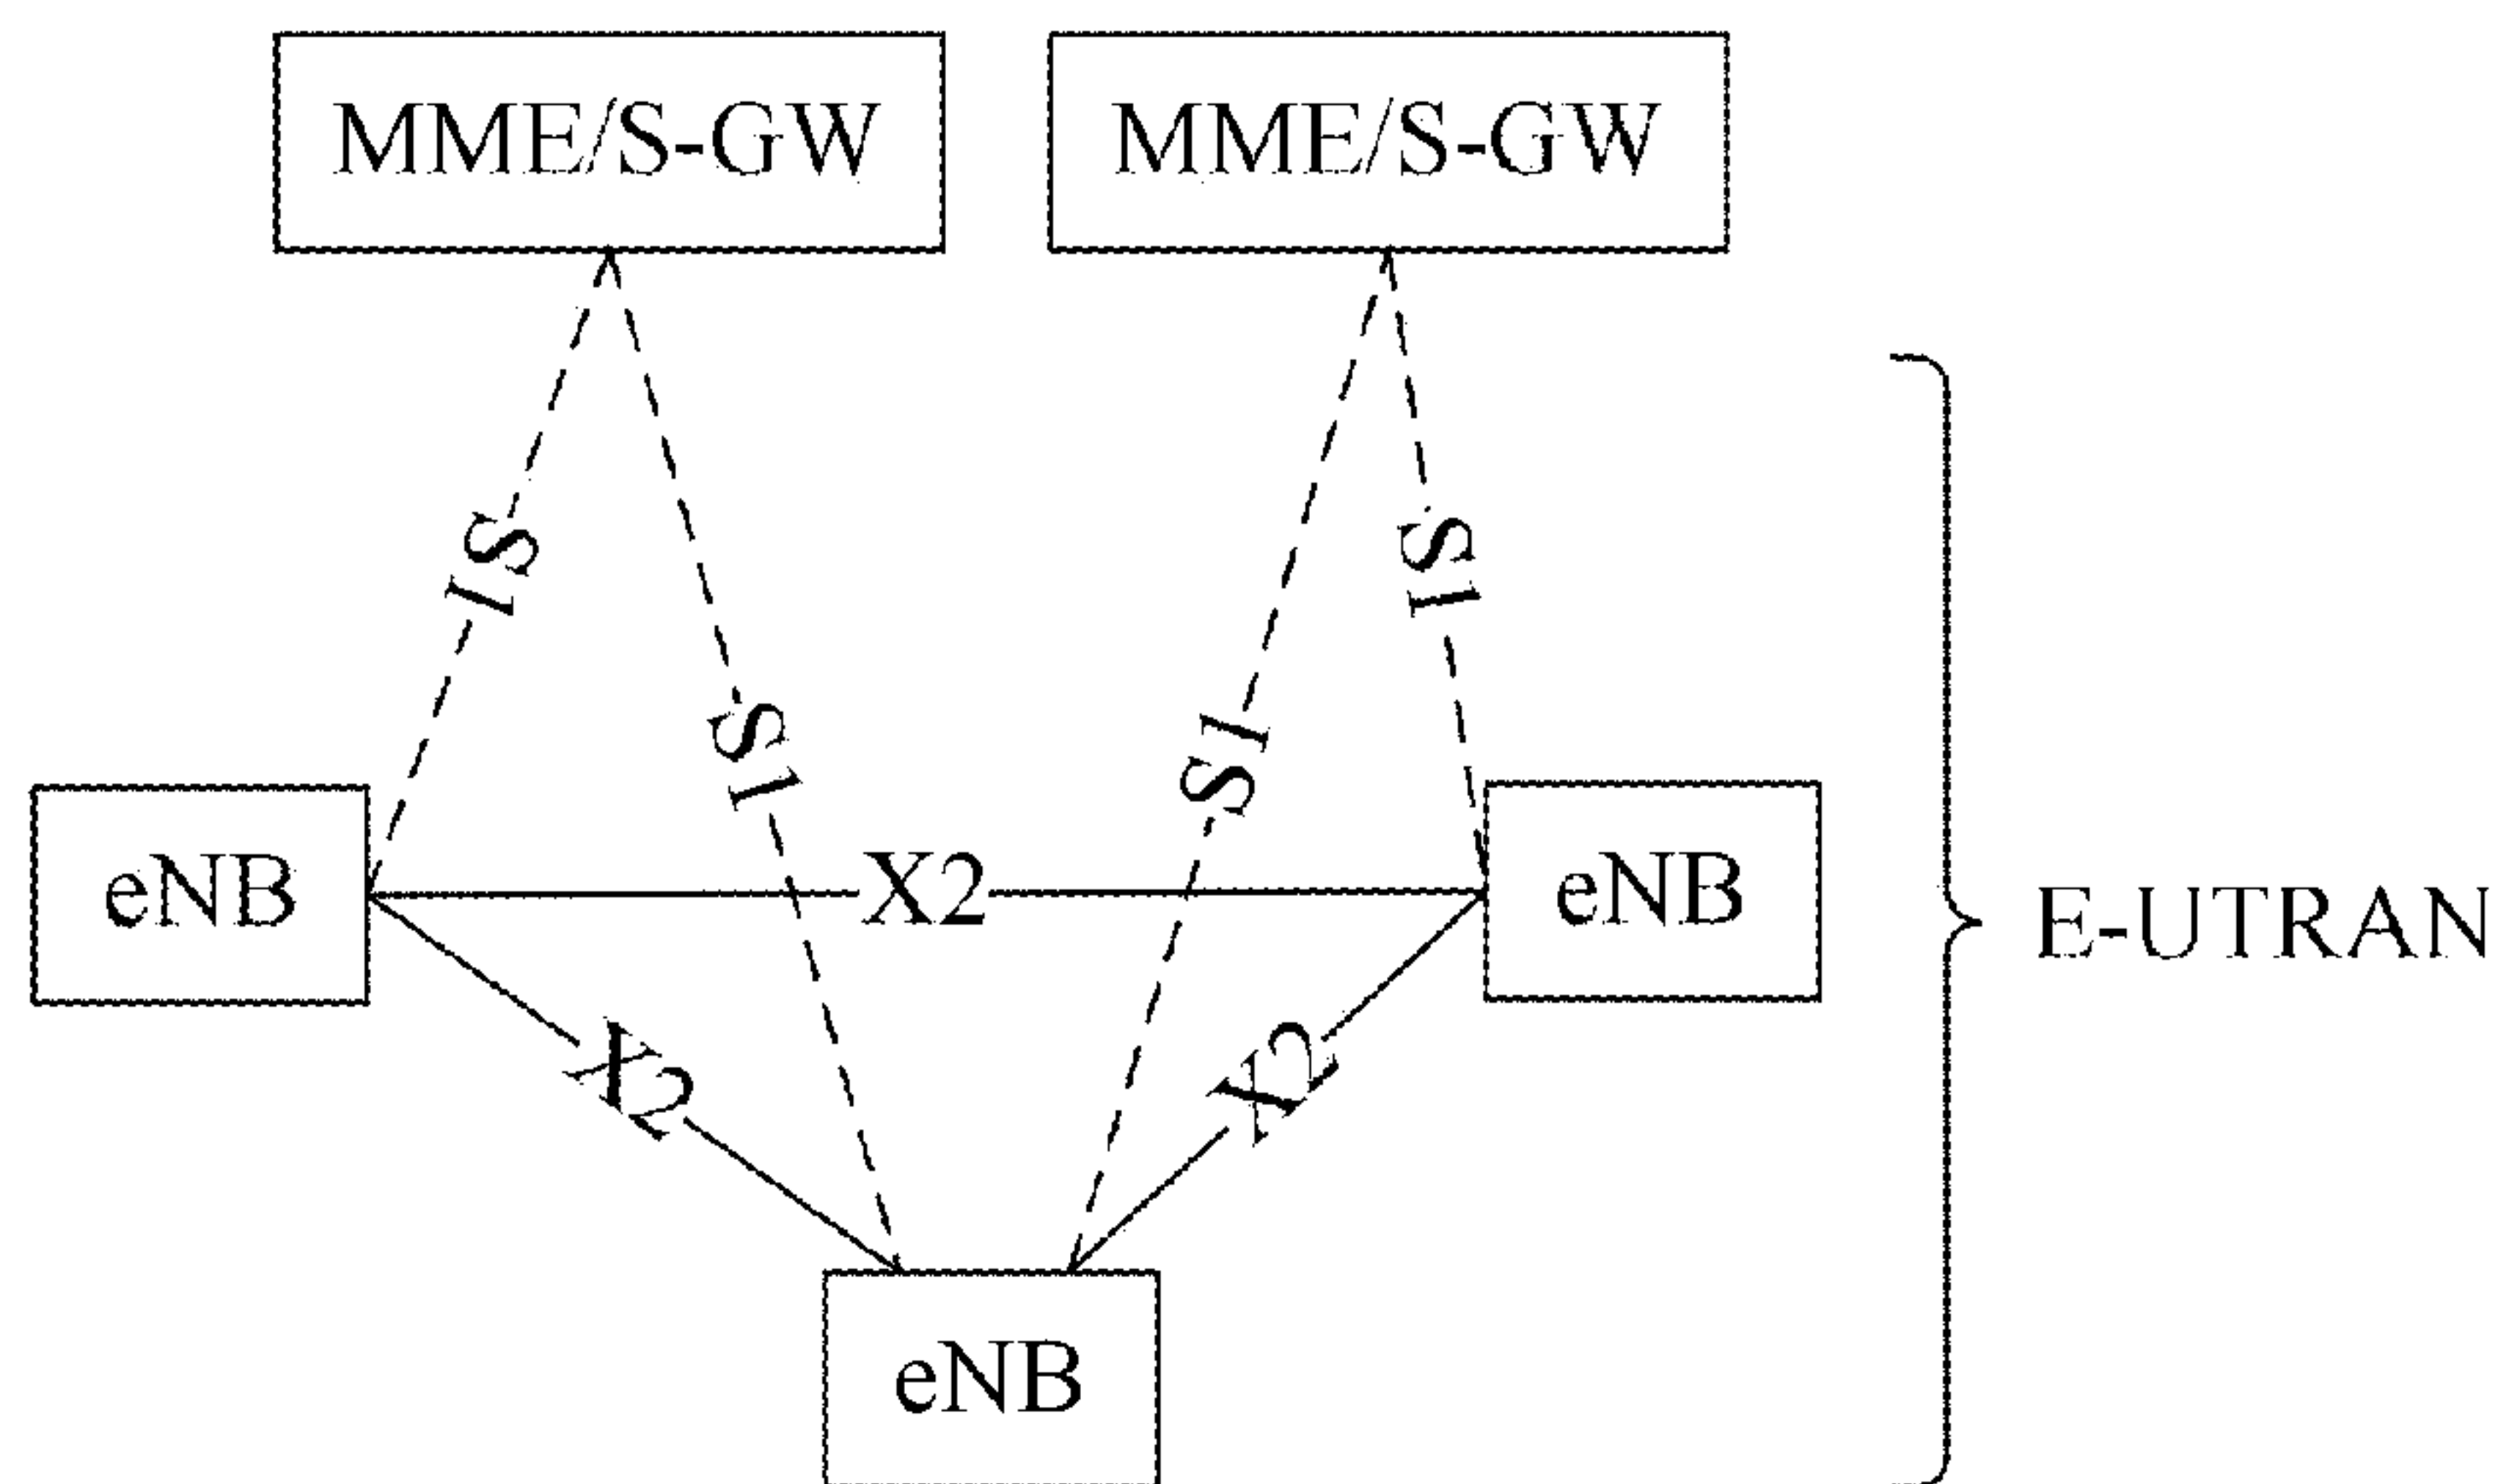 MME/S-GW MME/S-GW
S1
S1
S1
S1
eNB X2 eNB
E-UTRAN
X2
X2
eNB